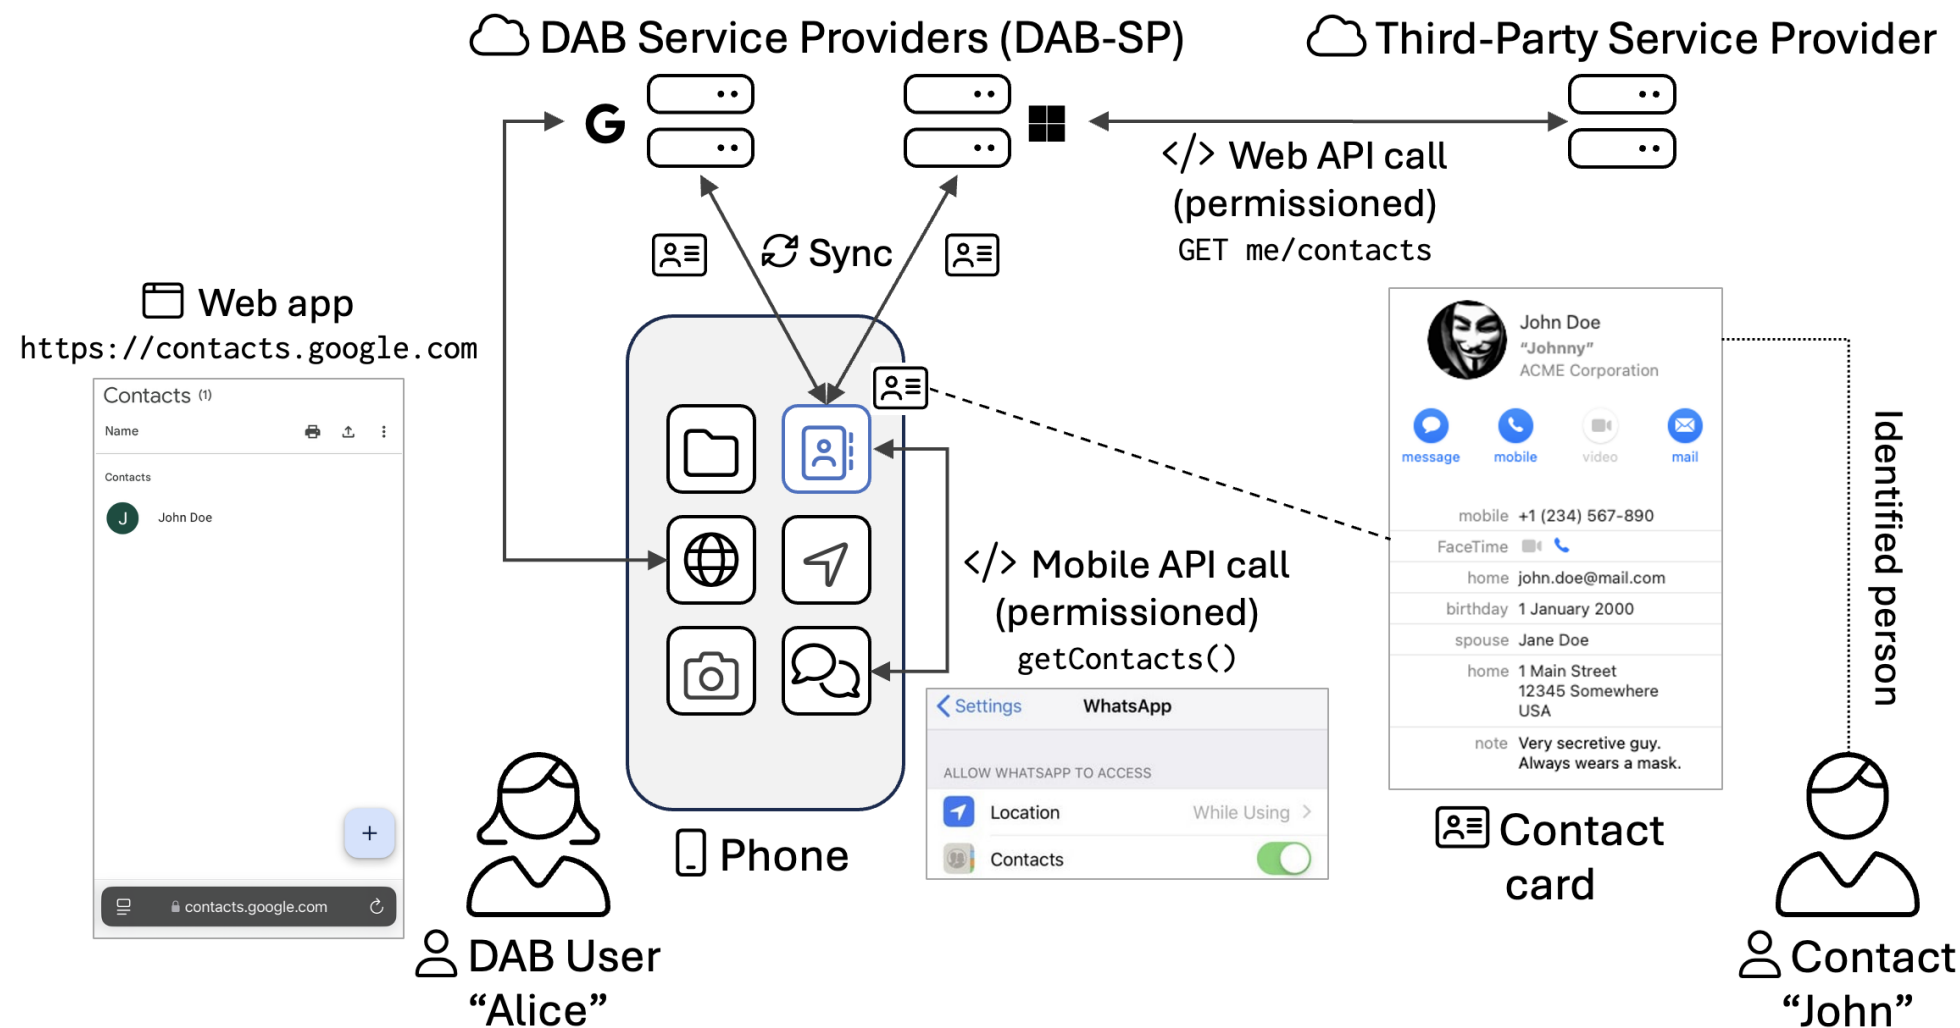 DAB Service Providers (DAB-SP)
Third-Party Service Provider
G
</> Web API call
(permissioned)
GET me/contacts
Sync
Web app
https://contacts.google.com
Contacts (1)
Name
Contacts
J John Doe
+
contacts.google.com
John Doe
“Johnny”
ACME Corporation
message mobile video mail
mobile +1 (234) 567-890
FaceTime
home john.doe@mail.com
birthday 1 January 2000
spouse Jane Doe
home 1 Main Street
12345 Somewhere
USA
note Very secretive guy.
Always wears a mask.
Identified person
</> Mobile API call
(permissioned)
getContacts()
Settings WhatsApp
ALLOW WHATSAPP TO ACCESS
Location While Using
Contacts
Phone
Contact
card
DAB User
“Alice”
Contact
“John”